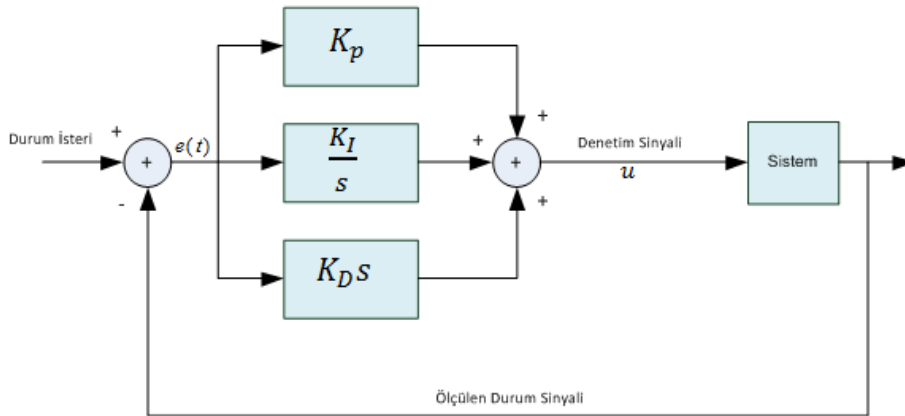 K_p
+
Durum İsteri
+
e(t)
K_I
s
+
+
+
Denetim Sinyali
u
Sistem
-
+
K_D s
Ölçülen Durum Sinyali